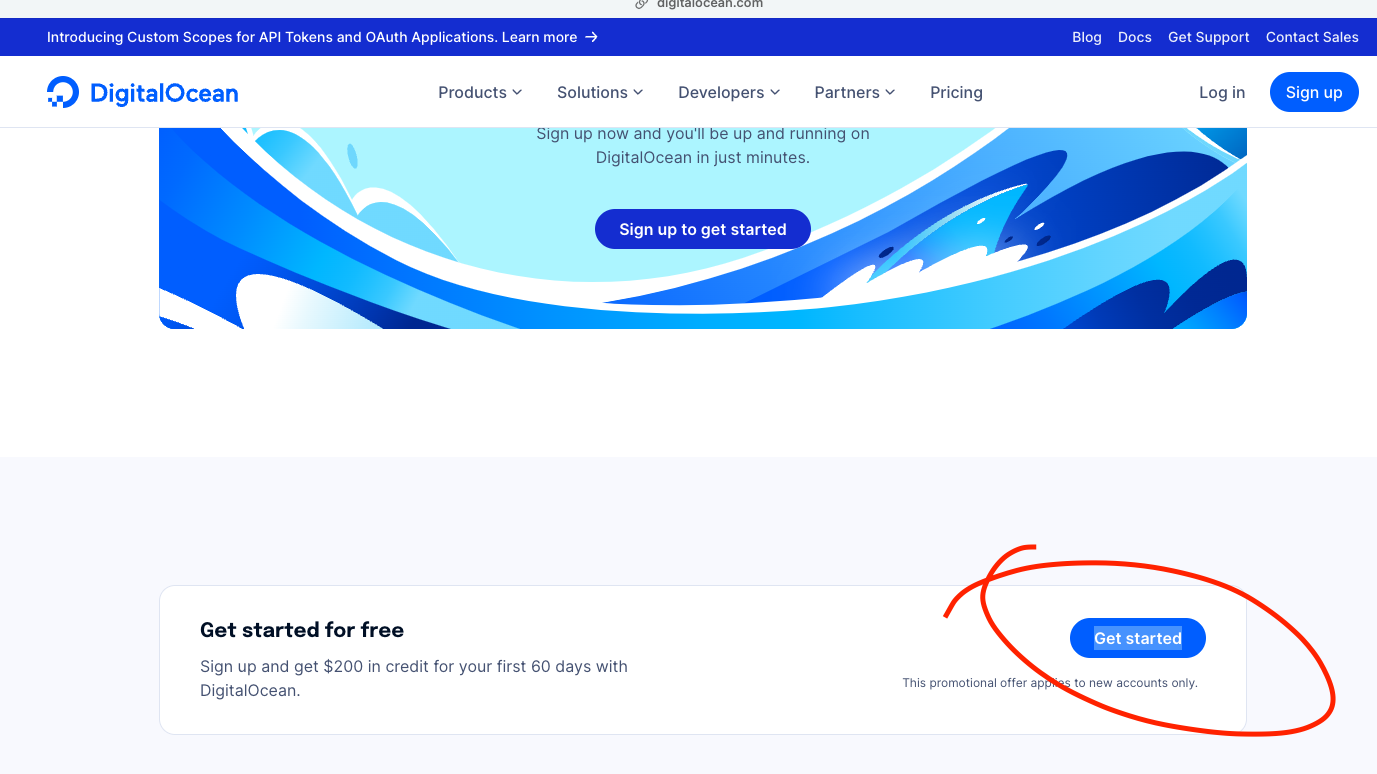 digitalocean.com
Introducing Custom Scopes for API Tokens and OAuth Applications. Learn more →
Blog Docs Get Support Contact Sales
DigitalOcean
Products Solutions Developers Partners Pricing
Log in Sign up
Sign up now and you'll be up and running on
DigitalOcean in just minutes.
Sign up to get started
Get started for free
Sign up and get $200 in credit for your first 60 days with
DigitalOcean.
Get started
This promotional offer applies to new accounts only.